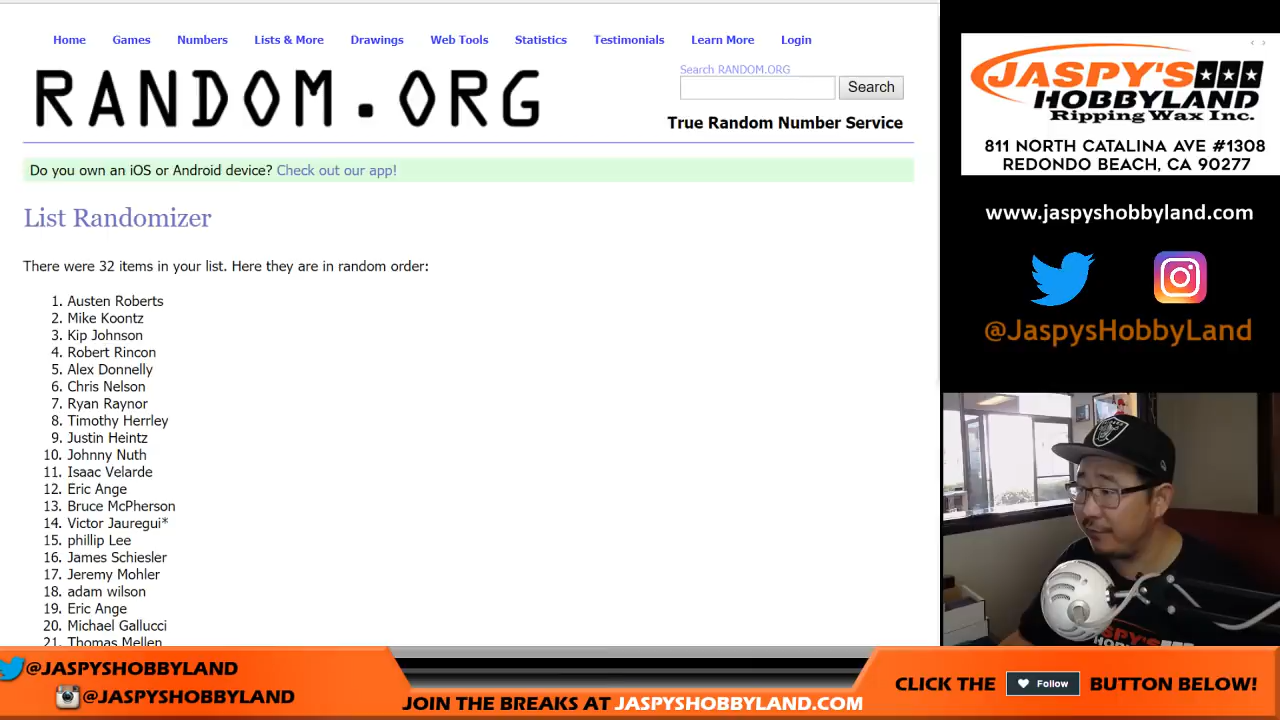 Home Games Numbers Lists & More Drawings Web Tools Statistics Testimonials Learn More Login
RANDOM.ORG
Search RANDOM.ORG
Search
True Random Number Service
Do you own an iOS or Android device? Check out our app!
List Randomizer
There were 32 items in your list. Here they are in random order:
1. Austen Roberts
2. Mike Koontz
3. Kip Johnson
4. Robert Rincon
5. Alex Donnelly
6. Chris Nelson
7. Ryan Raynor
8. Timothy Herrley
9. Justin Heintz
10. Johnny Nuth
11. Isaac Velarde
12. Eric Ange
13. Bruce McPherson
14. Victor Jauregui*
15. phillip Lee
16. James Schiesler
17. Jeremy Mohler
18. adam wilson
19. Eric Ange
20. Michael Gallucci
21. Thomas Mellen
JASPY'S
HOBBYLAND
Ripping Wax Inc.
811 NORTH CATALINA AVE #1308
REDONDO BEACH, CA 90277
www.jaspyshobbyland.com
@JaspysHobbyLand
RAIDERS
JASPY'S
@JASPYSHOBBYLAND
@JASPYSHOBBYLAND
JOIN THE BREAKS AT JASPYSHOBBYLAND.COM
CLICK THE Follow BUTTON BELOW!